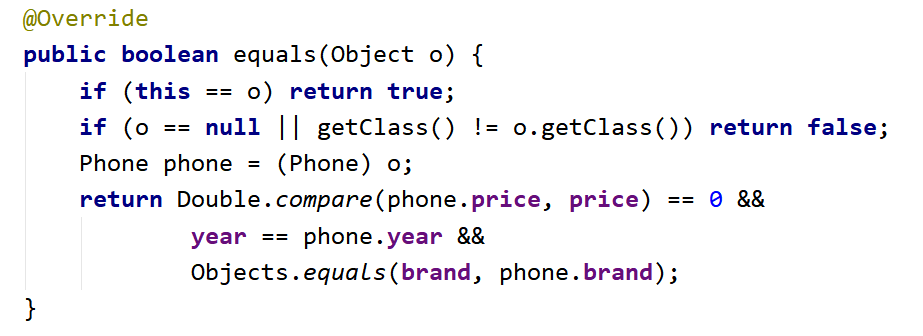 @Override
public boolean equals(Object o) {
    if (this == o) return true;
    if (o == null || getClass() != o.getClass()) return false;
    Phone phone = (Phone) o;
    return Double.compare(phone.price, price) == 0 &&
            year == phone.year &&
            Objects.equals(brand, phone.brand);
}